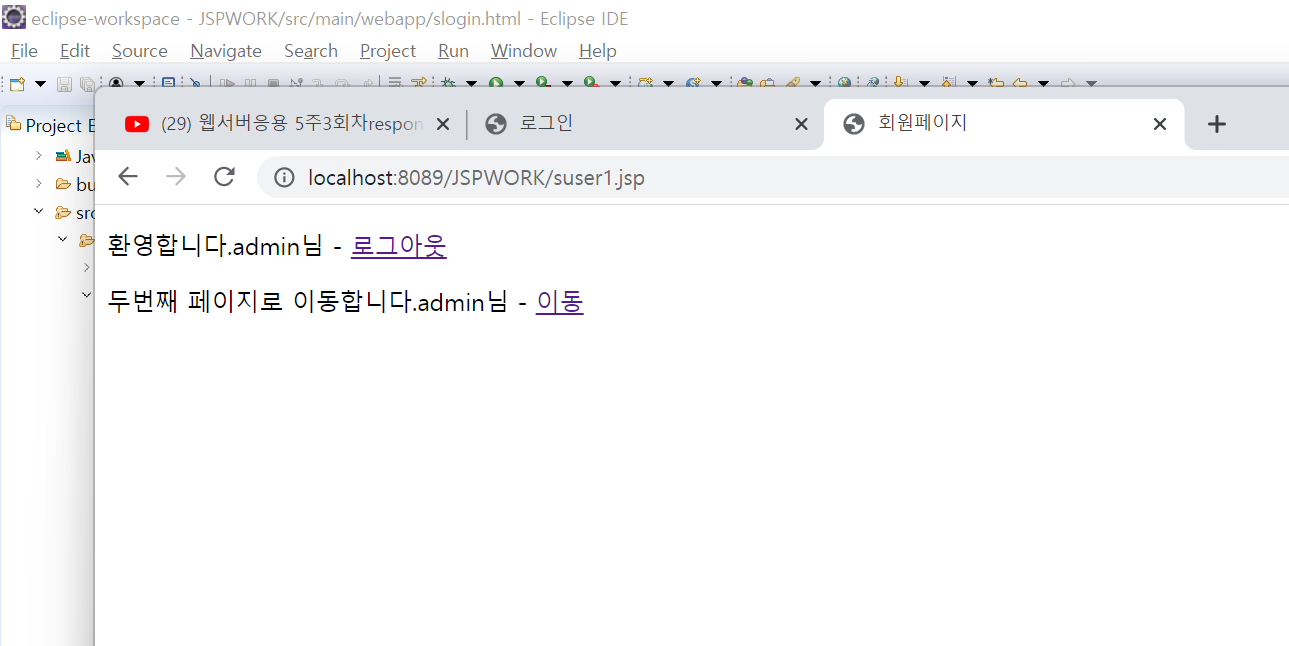 eclipse-workspace - JSPWORK/src/main/webapp/slogin.html - Eclipse IDE
File Edit Source Navigate Search Project Run Window Help
Project E
(29) 웹서버응용 5주3회차respon
로그인
회원페이지
Jav
bu
src
localhost:8089/JSPWORK/suser1.jsp
환영합니다.admin님 - 로그아웃
두번째 페이지로 이동합니다.admin님 - 이동